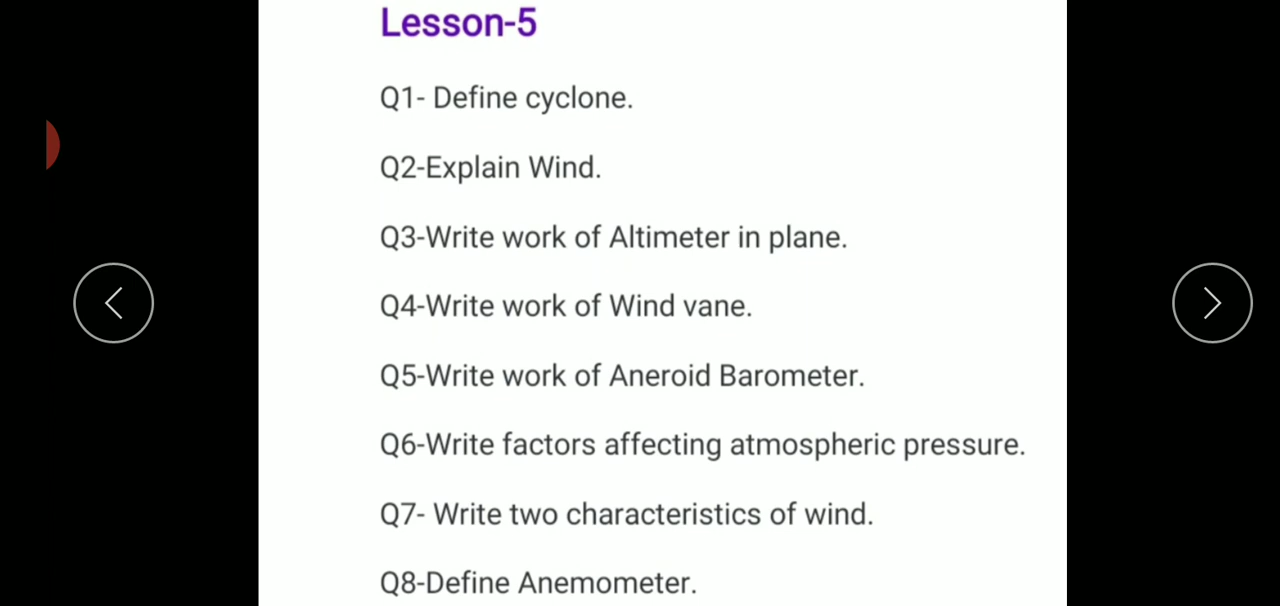 Lesson-5
Q1- Define cyclone.
Q2-Explain Wind.
Q3-Write work of Altimeter in plane.
Q4-Write work of Wind vane.
Q5-Write work of Aneroid Barometer.
Q6-Write factors affecting atmospheric pressure.
Q7- Write two characteristics of wind.
Q8-Define Anemometer.